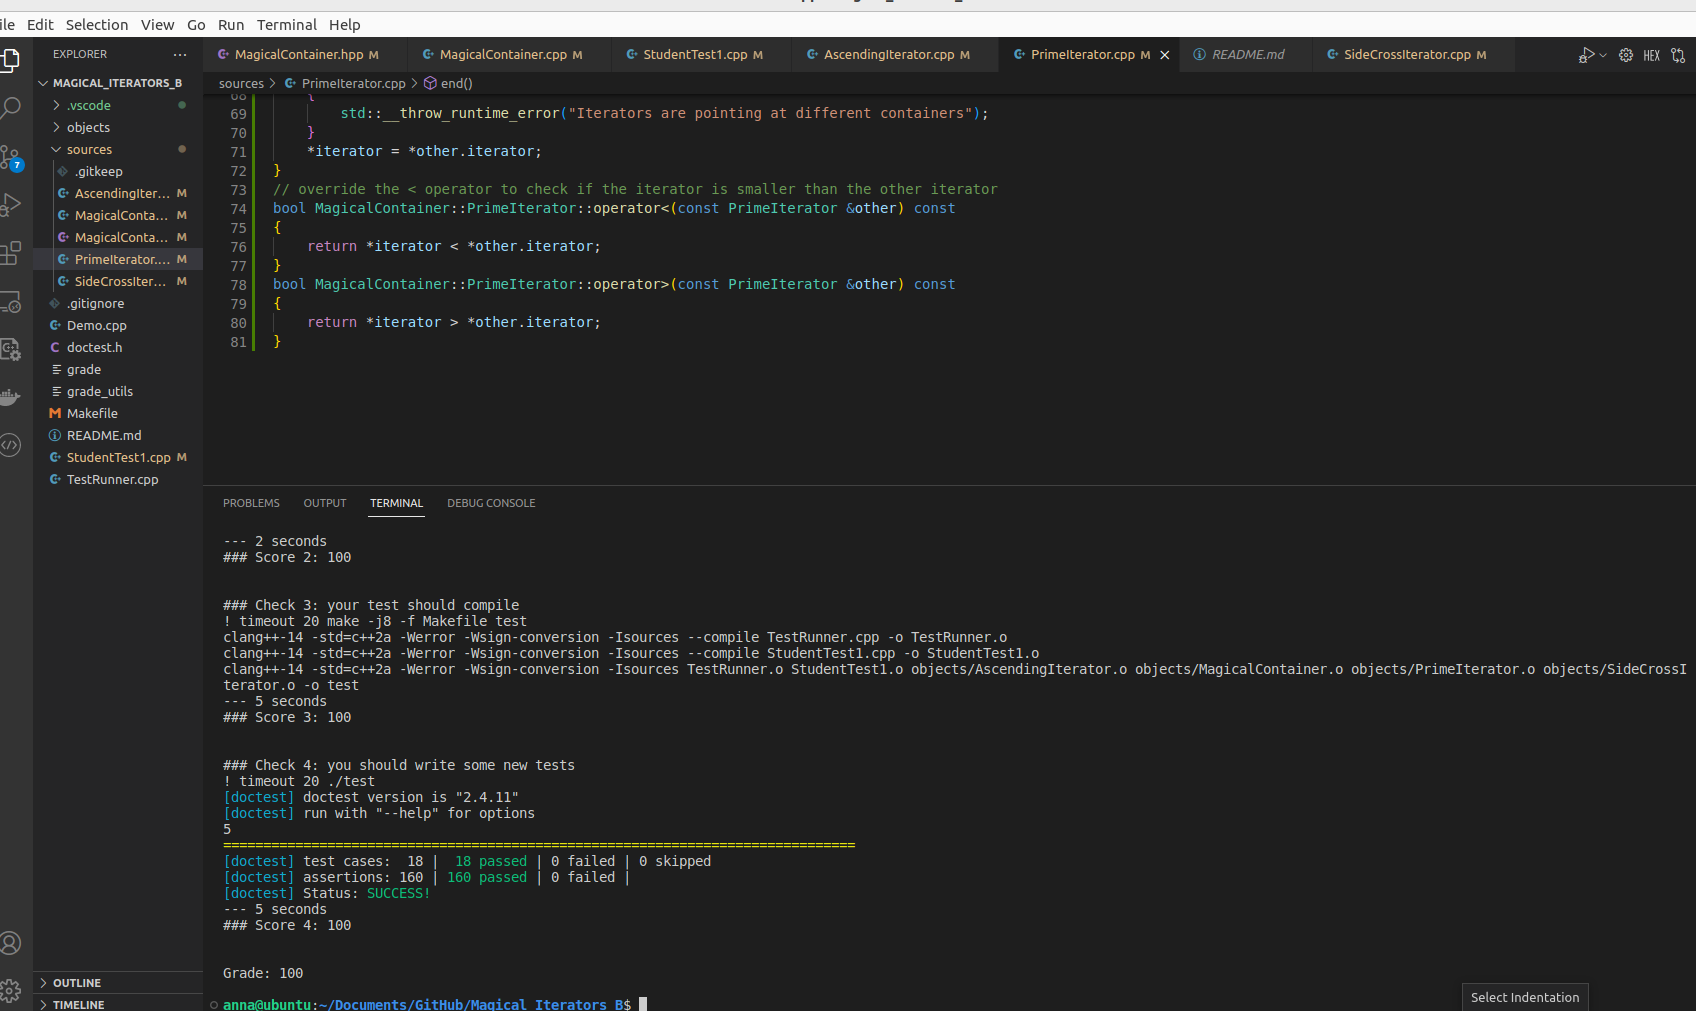 ile Edit Selection View Go Run Terminal Help
EXPLORER ...
MagicalContainer.hpp M
MagicalContainer.cpp M
StudentTest1.cpp M
AscendingIterator.cpp M
PrimeIterator.cpp M
README.md
SideCrossIterator.cpp M
HEX
MAGICAL_ITERATORS_B
.vscode
objects
sources
.gitkeep
AscendingIter... M
MagicalConta... M
MagicalConta... M
PrimeIterator.... M
SideCrossIter... M
.gitignore
Demo.cpp
doctest.h
grade
grade_utils
Makefile
README.md
StudentTest1.cpp M
TestRunner.cpp
7
OUTLINE
TIMELINE
sources > PrimeIterator.cpp > end()
68 {
69 std::__throw_runtime_error("Iterators are pointing at different containers");
70 }
71 *iterator = *other.iterator;
72 }
73 // override the < operator to check if the iterator is smaller than the other iterator
74 bool MagicalContainer::PrimeIterator::operator<(const PrimeIterator &other) const
75 {
76 return *iterator < *other.iterator;
77 }
78 bool MagicalContainer::PrimeIterator::operator>(const PrimeIterator &other) const
79 {
80 return *iterator > *other.iterator;
81 }
PROBLEMS OUTPUT TERMINAL DEBUG CONSOLE
--- 2 seconds
### Score 2: 100
### Check 3: your test should compile
! timeout 20 make -j8 -f Makefile test
clang++-14 -std=c++2a -Werror -Wsign-conversion -Isources --compile TestRunner.cpp -o TestRunner.o
clang++-14 -std=c++2a -Werror -Wsign-conversion -Isources --compile StudentTest1.cpp -o StudentTest1.o
clang++-14 -std=c++2a -Werror -Wsign-conversion -Isources TestRunner.o StudentTest1.o objects/AscendingIterator.o objects/MagicalContainer.o objects/PrimeIterator.o objects/SideCrossI
terator.o -o test
--- 5 seconds
### Score 3: 100
### Check 4: you should write some new tests
! timeout 20 ./test
[doctest] doctest version is "2.4.11"
[doctest] run with "--help" for options
5
===============================================================================
[doctest] test cases:  18 |  18 passed | 0 failed | 0 skipped
[doctest] assertions: 160 | 160 passed | 0 failed |
[doctest] Status: SUCCESS!
--- 5 seconds
### Score 4: 100
Grade: 100
anna@ubuntu:~/Documents/GitHub/Magical_Iterators_B$
Select Indentation